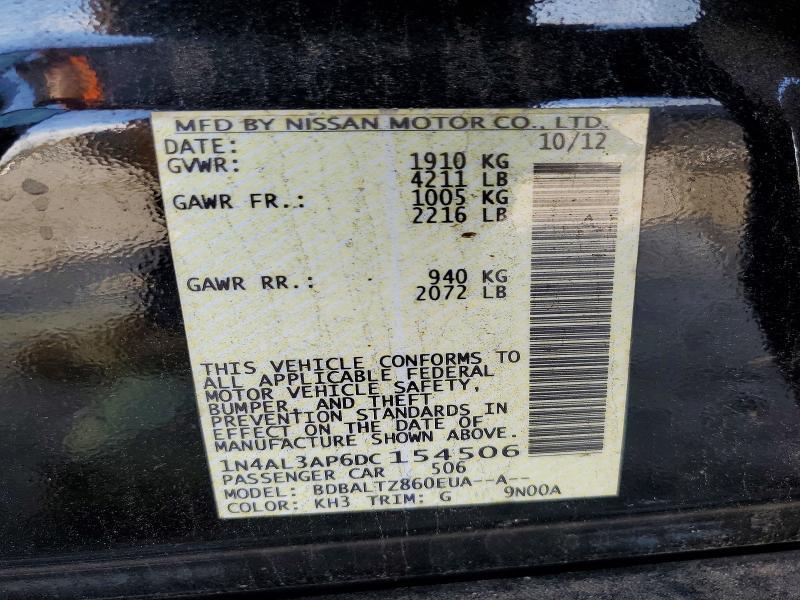 MFD BY NISSAN MOTOR CO., LTD.
DATE: 10/12
GVWR: 1910 KG
4211 LB
GAWR FR.: 1005 KG
2216 LB
GAWR RR.: 940 KG
2072 LB
THIS VEHICLE CONFORMS TO
ALL APPLICABLE FEDERAL
MOTOR VEHICLE SAFETY,
BUMPER, AND THEFT
PREVENTION STANDARDS IN
EFFECT ON THE DATE OF
MANUFACTURE SHOWN ABOVE.
1N4AL3AP6DC 154506
PASSENGER CAR 506
MODEL: BDBALTZ860EUA--A--
COLOR: KH3 TRIM: G 9N00A